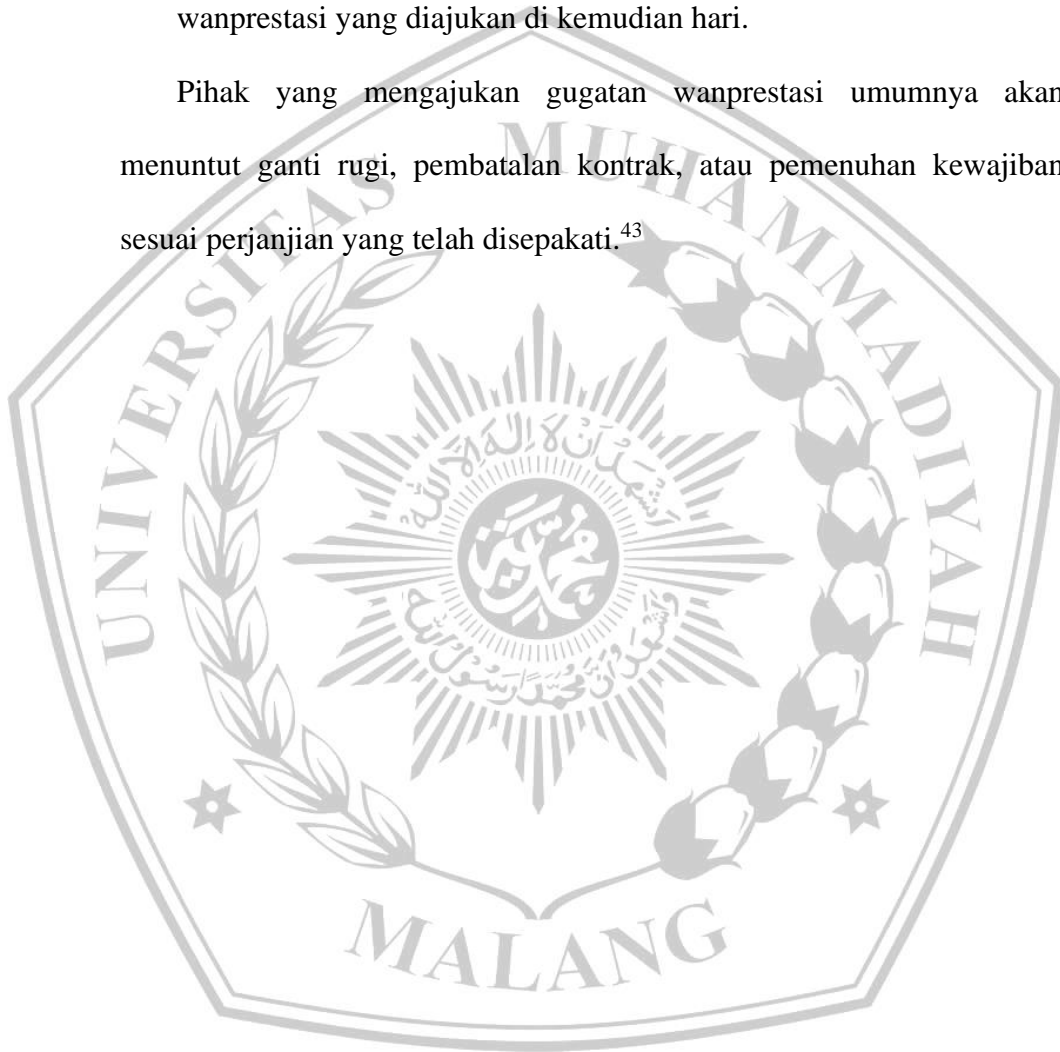 wanprestasi yang diajukan di kemudian hari.
Pihak yang mengajukan gugatan wanprestasi umumnya akan
menuntut ganti rugi, pembatalan kontrak, atau pemenuhan kewajiban
sesuai perjanjian yang telah disepakati.43
UNIVERSITAS MUHAMMADIYAH
MALANG